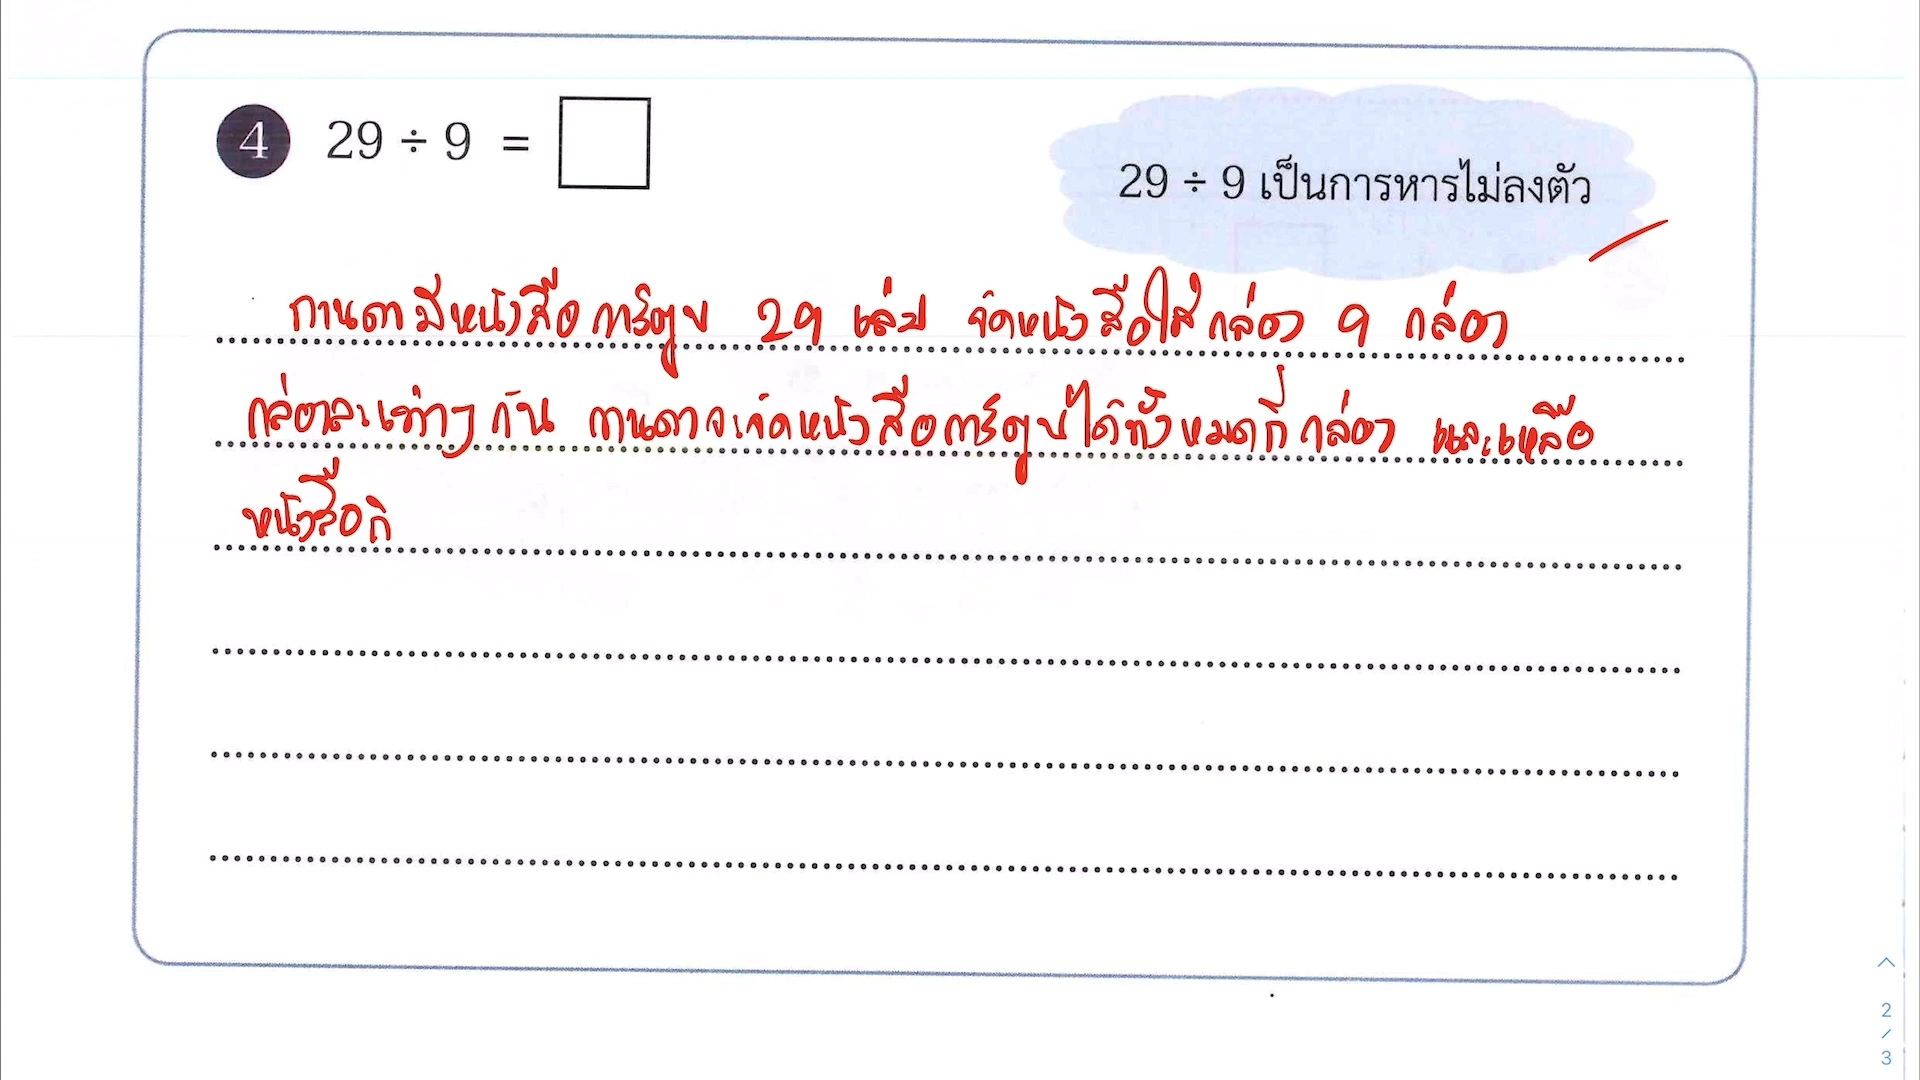 4 29 ÷ 9 =
29 ÷ 9 เป็นการหารไม่ลงตัว
กานดามีหนังสือการ์ตูน 29 เล่ม จัดหนังสือใส่กล่อง 9 กล่อง
กล่องละเท่าๆ กัน กานดาจะจัดหนังสือการ์ตูนได้ทั้งหมดกี่กล่อง และเหลือ
หนังสือกี
2
/
3